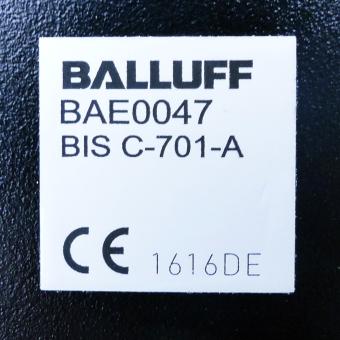 BALLUFF
BAE0047
BIS C-701-A
CE 1616DE